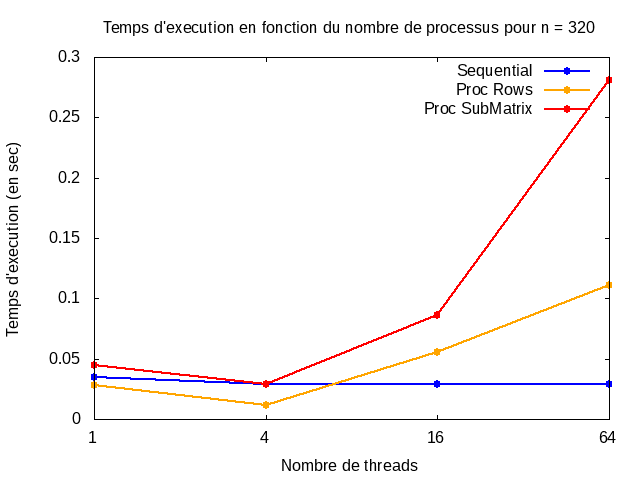 Temps d'execution en fonction du nombre de processus pour n = 320
Sequential
Proc Rows
Proc SubMatrix
Temps d'execution (en sec)
0.3
0.25
0.2
0.15
0.1
0.05
0
1 4 16 64
Nombre de threads